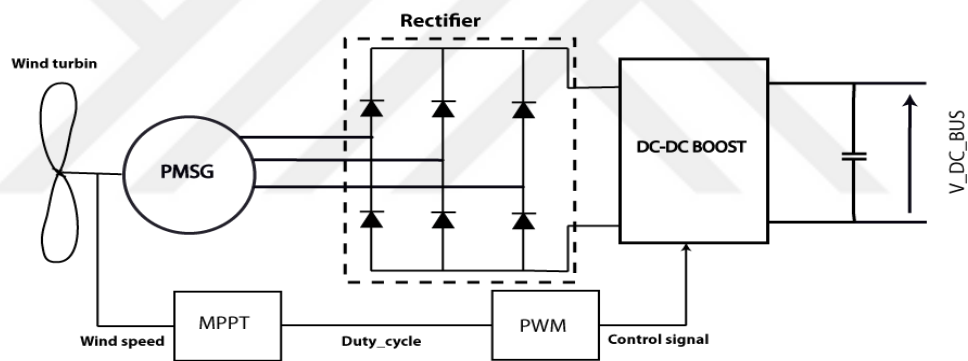 Rectifier
Wind turbin
PMSG
DC-DC BOOST
V_DC_BUS
MPPT
PWM
Wind speed
Duty_cycle
Control signal